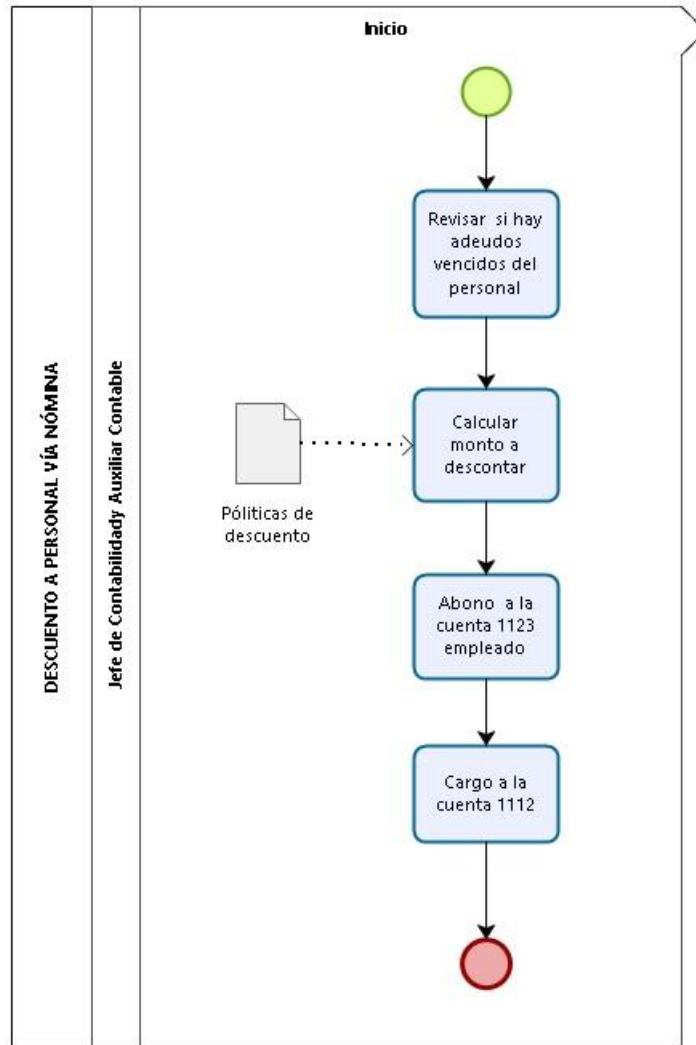 Inicio
DESCUENTO A PERSONAL VÍA NÓMINA
Jefe de Contabilidady Auxiliar Contable
Revisar si hay
adeudos
vencidos del
personal
Calcular
monto a
descontar
Póliticas de
descuento
Abono a la
cuenta 1123
empleado
Cargo a la
cuenta 1112